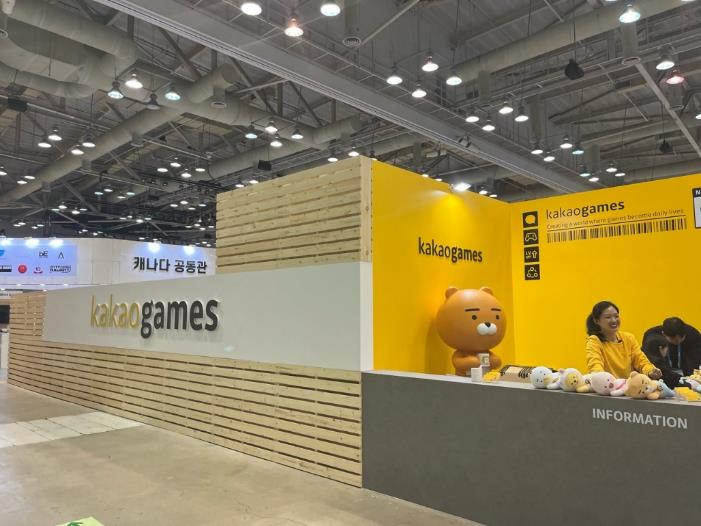 캐나다 공동관
kakaogames
kakaogames
kakaogames
Creating a world where games become daily lives
INFORMATION